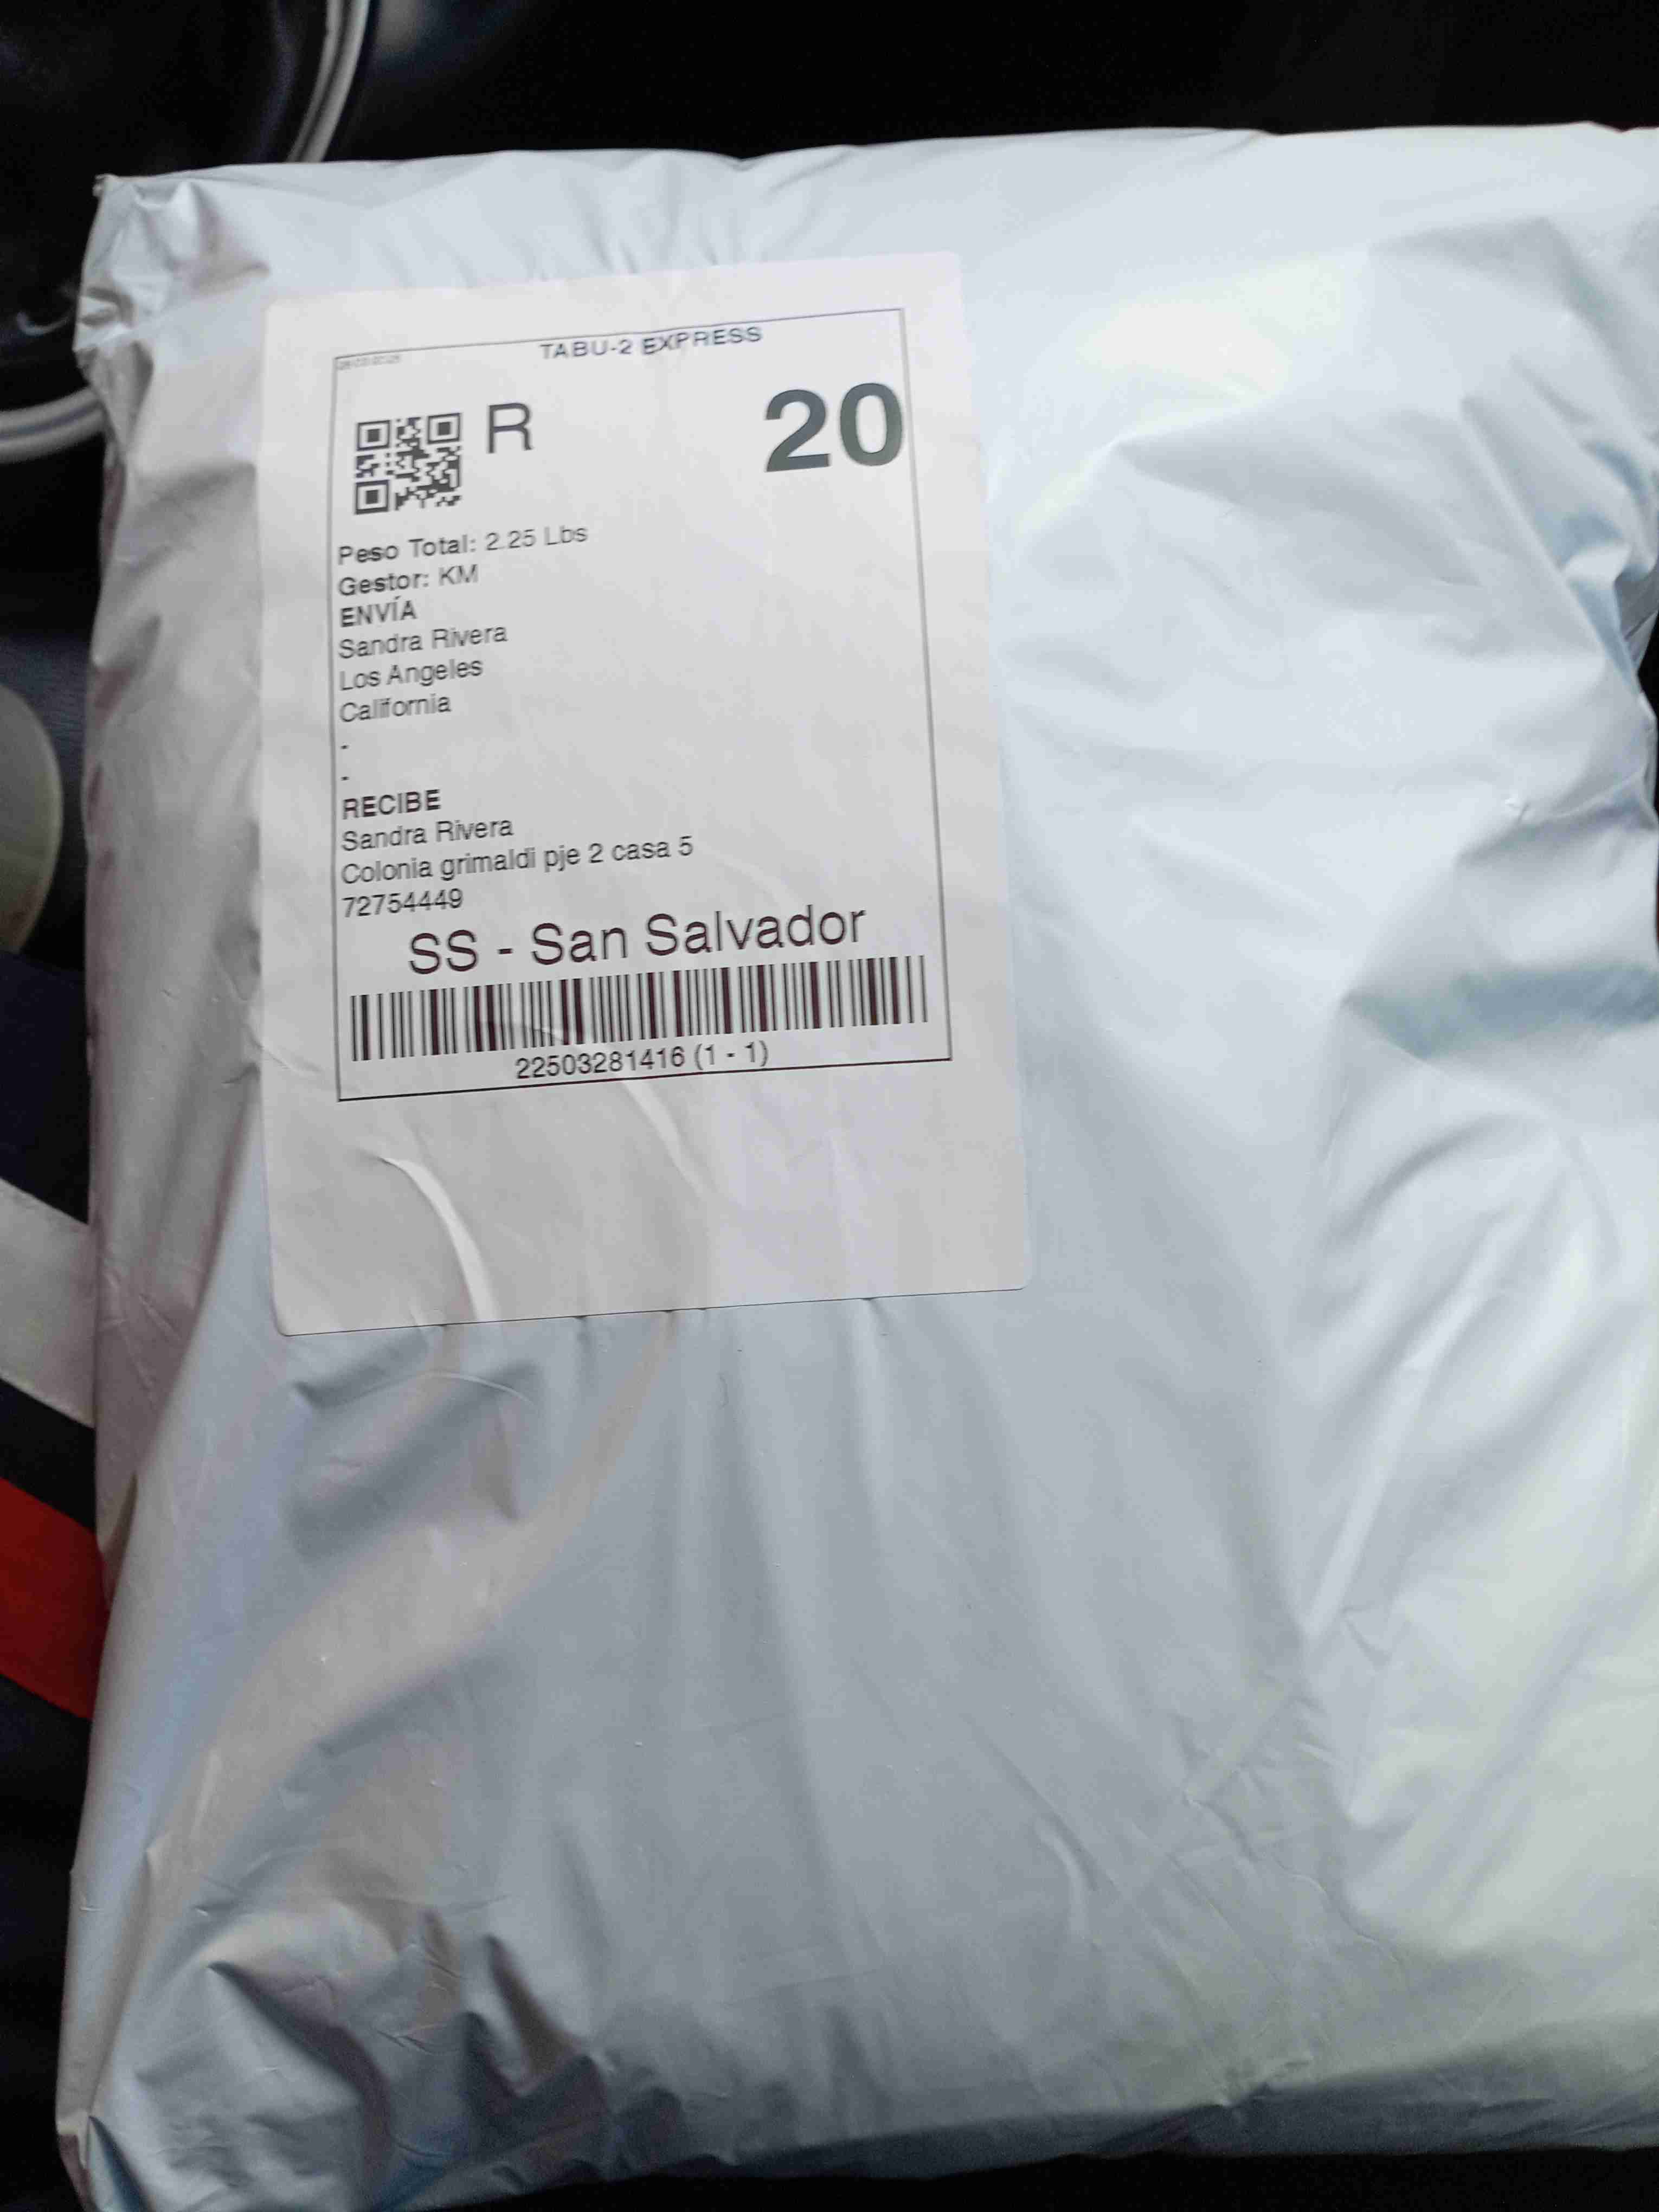 TABU-2 EXPRESS
R
20
Peso Total: 2.25 Lbs
Gestor: KM
ENVÍA
Sandra Rivera
Los Angeles
California
-
-
RECIBE
Sandra Rivera
Colonia grimaldi pje 2 casa 5
72754449
SS - San Salvador
22503281416 (1 - 1)